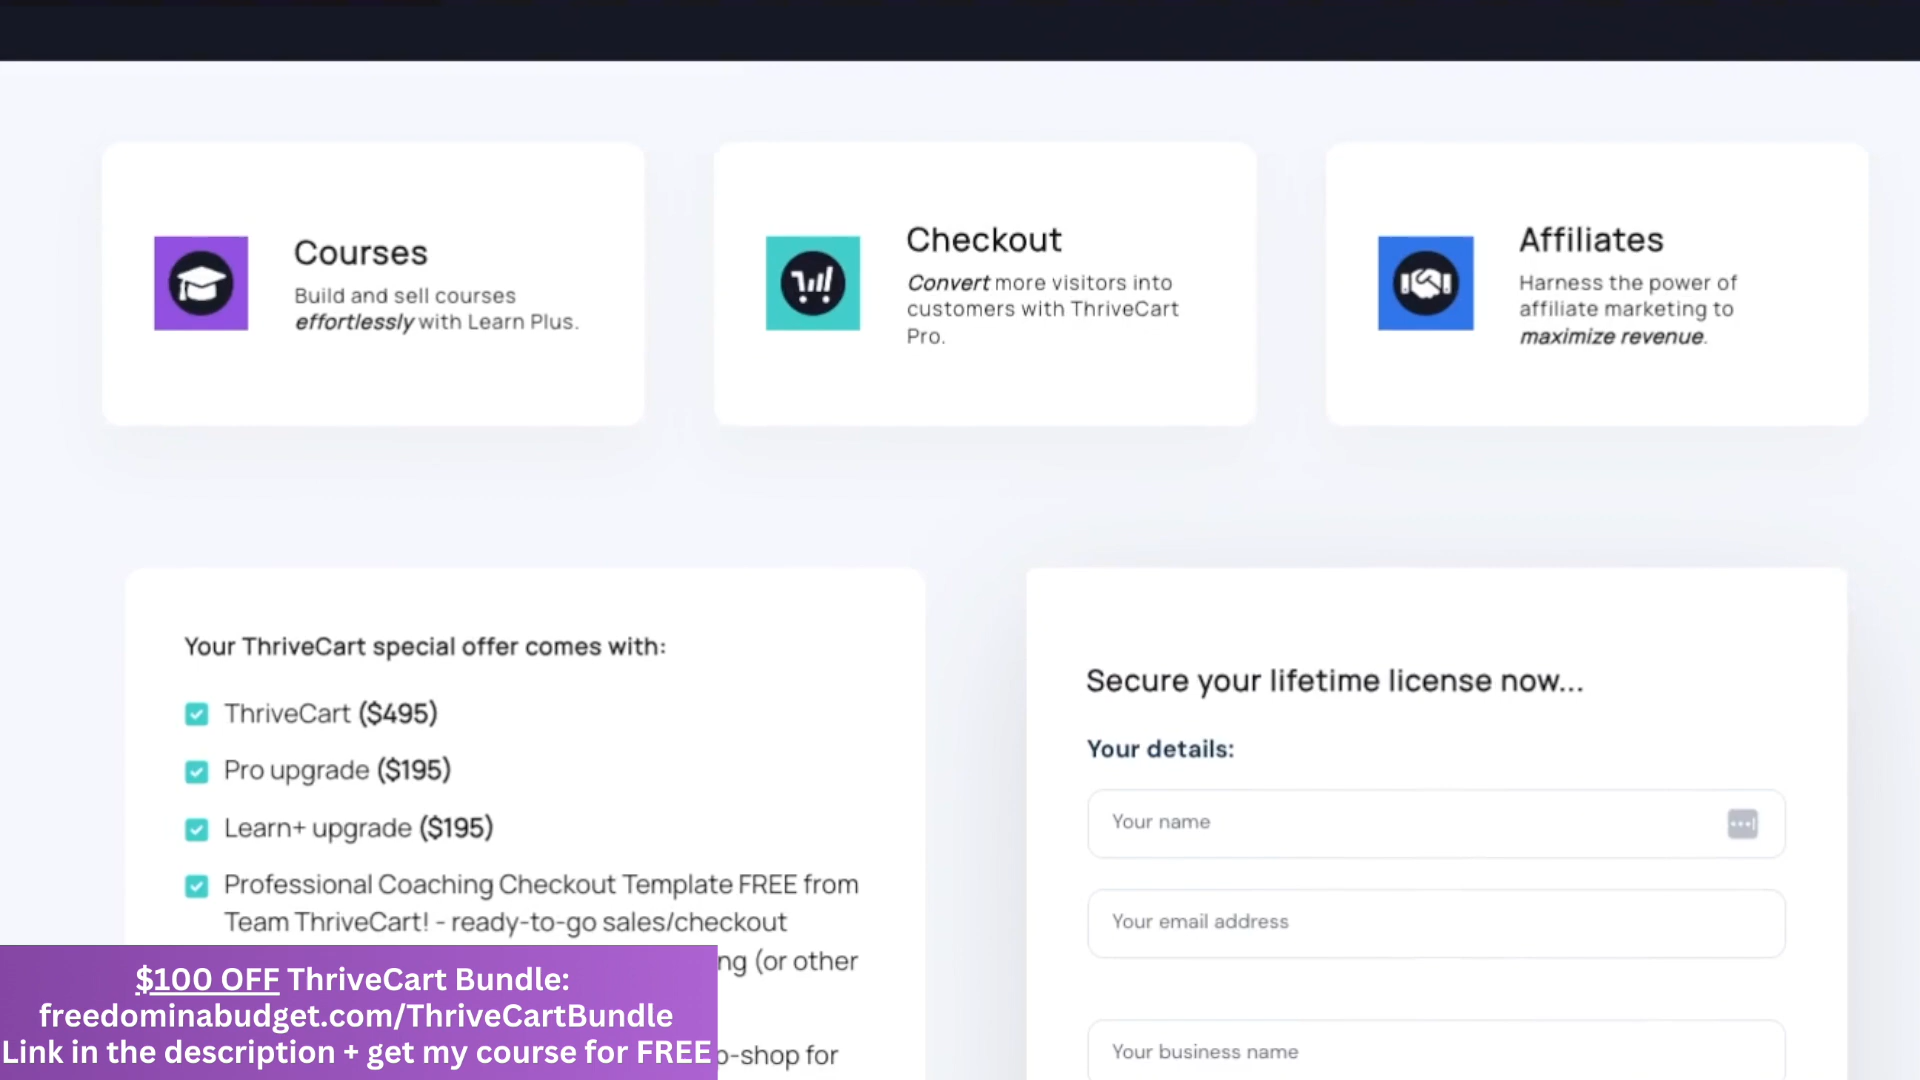 Courses
Build and sell courses
effortlessly with Learn Plus.
Checkout
Convert more visitors into
customers with ThriveCart
Pro.
Affiliates
Harness the power of
affiliate marketing to
maximize revenue.
Your ThriveCart special offer comes with:
ThriveCart ($495)
Pro upgrade ($195)
Learn+ upgrade ($195)
Professional Coaching Checkout Template FREE from
Team ThriveCart! - ready-to-go sales/checkout
ng (or other
p-shop for
Secure your lifetime license now...
Your details:
Your name
Your email address
Your business name
$100 OFF ThriveCart Bundle:
freedominabudget.com/ThriveCartBundle
Link in the description + get my course for FREE